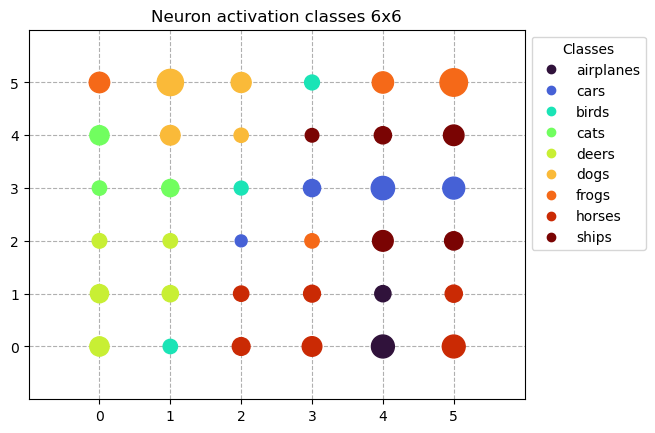 Neuron activation classes 6x6
Classes
airplanes
cars
birds
cats
deers
dogs
frogs
horses
ships
5
4
3
2
1
0
0 1 2 3 4 5